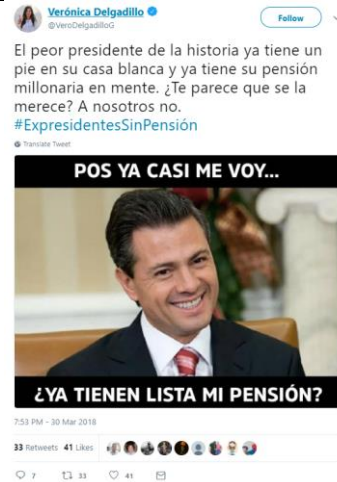 Verónica Delgadillo
@VeroDelgadilloG
Follow
El peor presidente de la historia ya tiene un
pie en su casa blanca y ya tiene su pensión
millonaria en mente. ¿Te parece que se la
merece? A nosotros no.
#ExpresidentesSinPensión
Translate Tweet
POS YA CASI ME VOY...
¿YA TIENEN LISTA MI PENSIÓN?
7:53 PM - 30 Mar 2018
33 Retweets 41 Likes
7 33 41